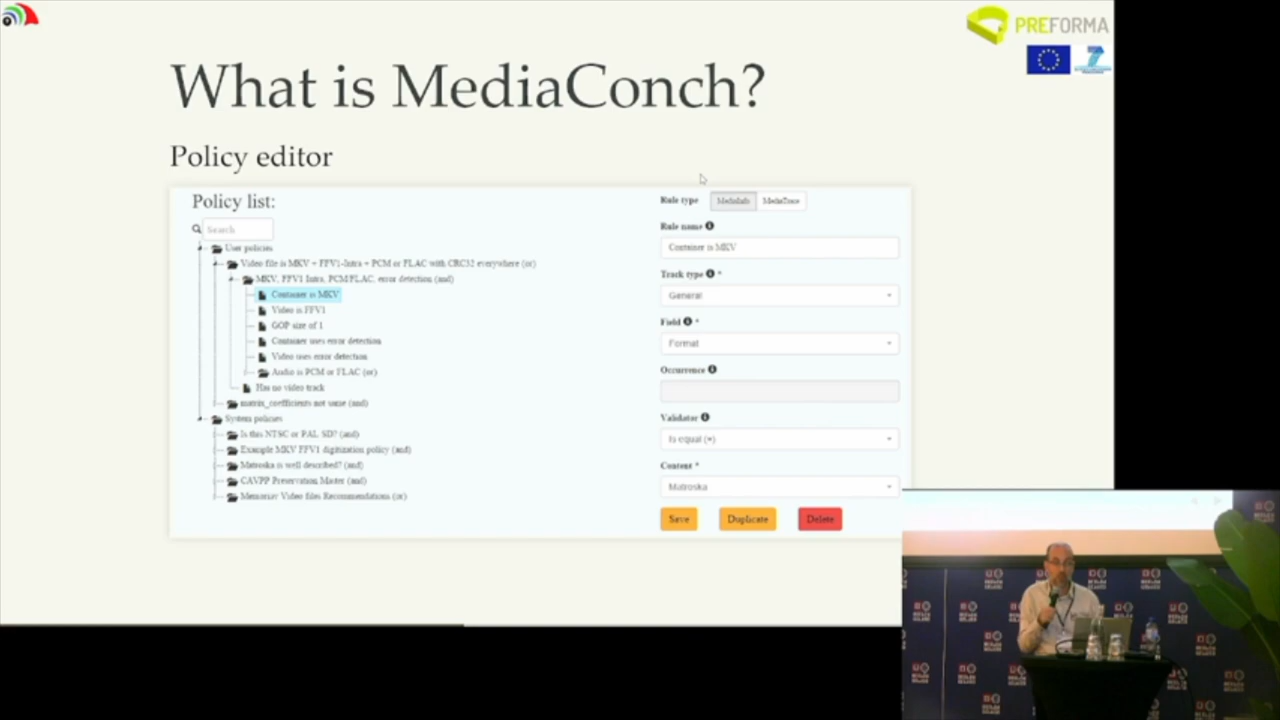 PREFORMA
What is MediaConch?
Policy editor
Policy list:
Search
User policies
Video file is MKV + FFV1-Intra + PCM or FLAC with CRC32 everywhere (or)
MKV, FFV1 Intra, PCM/FLAC, error detection (and)
Container is MKV
Video is FFV1
GOP size of 1
Container uses error detection
Video uses error detection
Audio is PCM or FLAC (or)
Has no video track
matrix_coefficients not same (and)
System policies
Is this NTSC or PAL SD? (and)
Example MKV FFV1 digitization policy (and)
Matroska is well described? (and)
CAVPP Preservation Master (and)
Memoriav Video files Recommendations (or)
Rule type MediaInfo MediaTrace
Rule name
Container is MKV
Track type *
General
Field *
Format
Occurrence
Validator
Is equal (=)
Content *
Matroska
Save Duplicate Delete